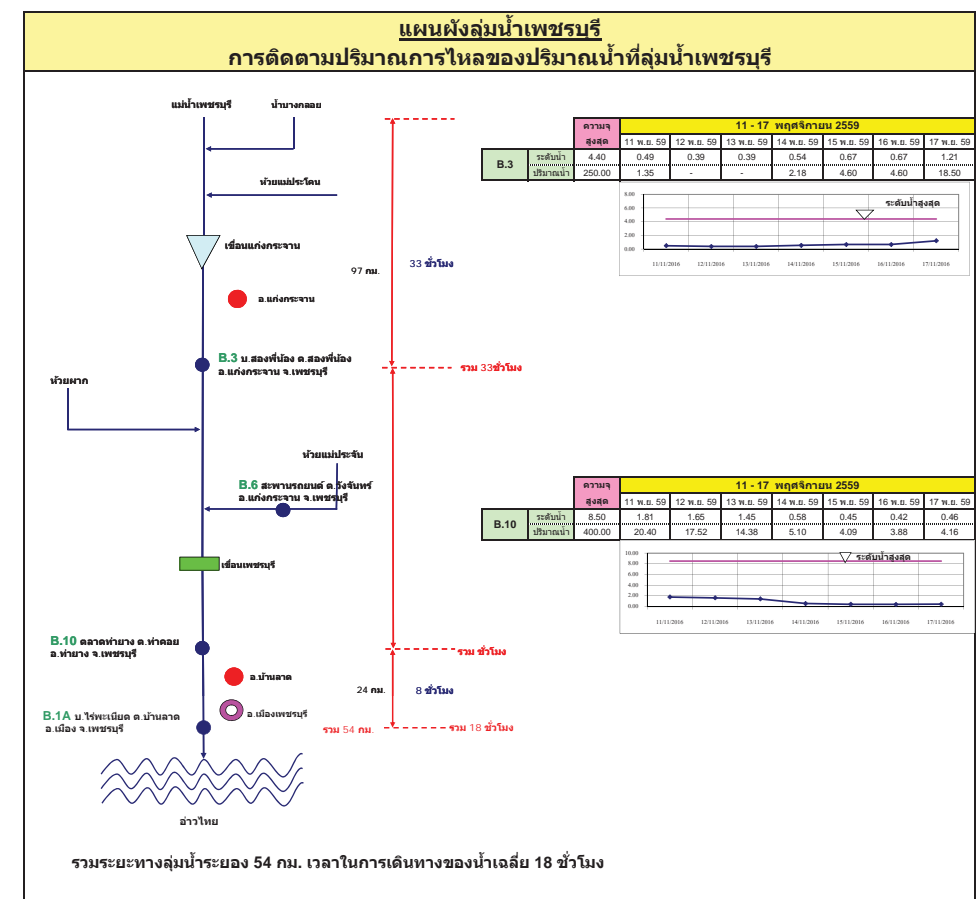 แผนผังลุ่มน้ำเพชรบุรี
การติดตามปริมาณการไหลของปริมาณน้ำที่ลุ่มน้ำเพชรบุรี
แม่น้ำเพชรบุรี
น้ำบางกลอย
ห้วยแม่ประโดน
เขื่อนแก่งกระจาน
97 กม.
33 ชั่วโมง
อ.แก่งกระจาน
B.3 บ.สองพี่น้อง ต.สองพี่น้อง
อ.แก่งกระจาน จ.เพชรบุรี
รวม 33ชั่วโมง
ห้วยผาก
ห้วยแม่ประจัน
B.6 สะพานรถยนต์ ต.วังจันทร์
อ.แก่งกระจาน จ.เพชรบุรี
เขื่อนเพชรบุรี
B.10 ตลาดท่ายาง ต.ท่าคอย
อ.ท่ายาง จ.เพชรบุรี
รวม ชั่วโมง
อ.บ้านลาด
24 กม.
8 ชั่วโมง
อ.เมืองเพชรบุรี
B.1A บ.ไร่พะเนียด ต.บ้านลาด
อ.เมือง จ.เพชรบุรี
รวม 54 กม.
รวม 18 ชั่วโมง
อ่าวไทย
รวมระยะทางลุ่มน้ำระยอง 54 กม. เวลาในการเดินทางของน้ำเฉลี่ย 18 ชั่วโมง
ความจุ 11 - 17 พฤศจิกายน 2559
สูงสุด 11 พ.ย. 59 12 พ.ย. 59 13 พ.ย. 59 14 พ.ย. 59 15 พ.ย. 59 16 พ.ย. 59 17 พ.ย. 59
B.3
ระดับน้ำ 4.40 0.49 0.39 0.39 0.54 0.67 0.67 1.21
ปริมาณน้ำ 250.00 1.35 - - 2.18 4.60 4.60 18.50
ระดับน้ำสูงสุด
8.00
6.00
4.00
2.00
0.00
11/11/2016 12/11/2016 13/11/2016 14/11/2016 15/11/2016 16/11/2016 17/11/2016
ความจุ 11 - 17 พฤศจิกายน 2559
สูงสุด 11 พ.ย. 59 12 พ.ย. 59 13 พ.ย. 59 14 พ.ย. 59 15 พ.ย. 59 16 พ.ย. 59 17 พ.ย. 59
B.10
ระดับน้ำ 8.50 1.81 1.65 1.45 0.58 0.45 0.42 0.46
ปริมาณน้ำ 400.00 20.40 17.52 14.38 5.10 4.09 3.88 4.16
ระดับน้ำสูงสุด
10.00
8.00
6.00
4.00
2.00
0.00
11/11/2016 12/11/2016 13/11/2016 14/11/2016 15/11/2016 16/11/2016 17/11/2016